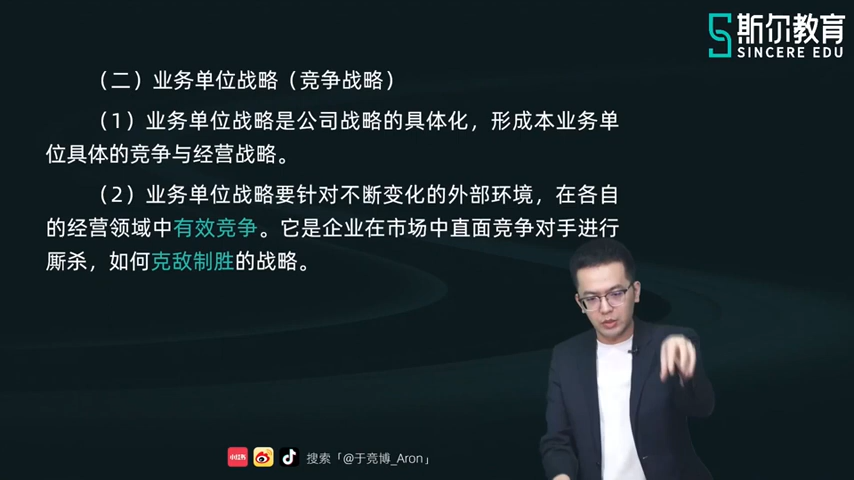 斯尔教育
SINCERE EDU
（二）业务单位战略（竞争战略）
（1）业务单位战略是公司战略的具体化，形成本业务单
位具体的竞争与经营战略。
（2）业务单位战略要针对不断变化的外部环境，在各自
的经营领域中有效竞争。它是企业在市场中直面竞争对手进行
厮杀，如何克敌制胜的战略。
小红书
搜索「@于竞博_Aron」